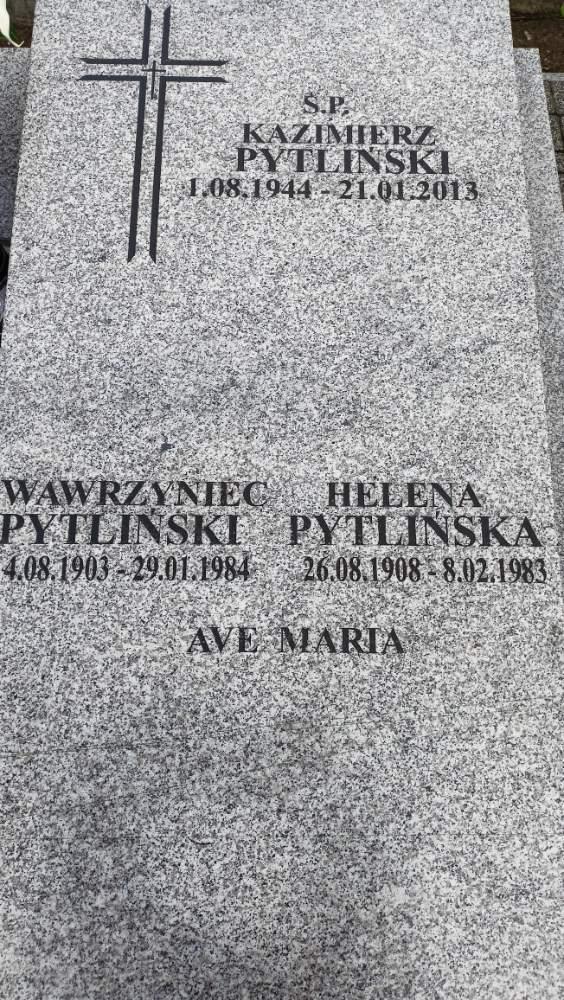 Ś.P.
KAZIMIERZ
PYTLIŃSKI
1.08.1944 - 21.01.2013
WAWRZYNIEC HELENA
PYTLIŃSKI PYTLIŃSKA
4.08.1903 - 29.01.1984 26.08.1908 - 8.02.1983
AVE MARIA